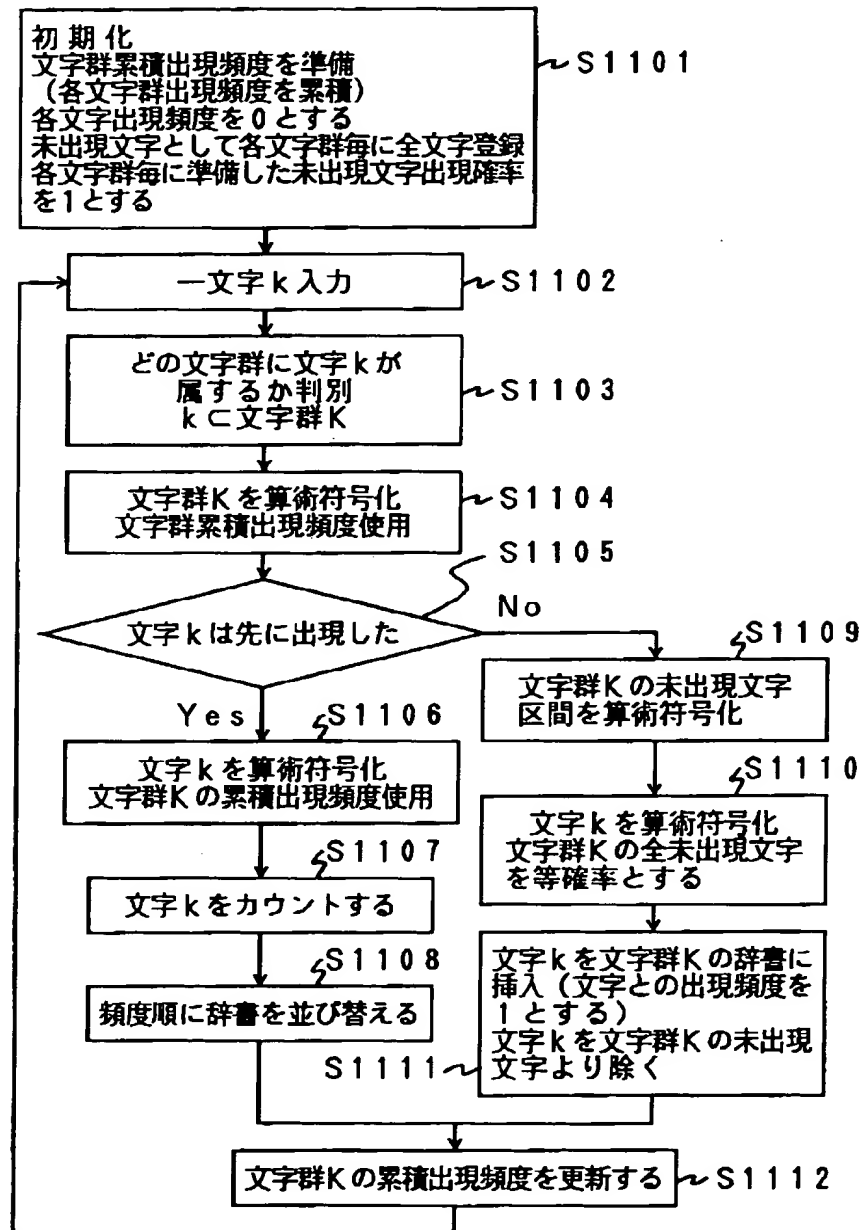 初期化
文字群累積出現頻度を準備
（各文字群出現頻度を累積）
各文字出現頻度を0とする
未出現文字として各文字群毎に全文字登録
各文字群毎に準備した未出現文字出現確率
を1とする
S1101
一文字k入力
S1102
どの文字群に文字kが
属するか判別
k⊂文字群K
S1103
文字群Kを算術符号化
文字群累積出現頻度使用
S1104
文字kは先に出現した
S1105
No
Yes
S1106
文字kを算術符号化
文字群Kの累積出現頻度使用
S1107
文字kをカウントする
S1108
頻度順に辞書を並び替える
S1109
文字群Kの未出現文字
区間を算術符号化
S1110
文字kを算術符号化
文字群Kの全未出現文字
を等確率とする
文字kを文字群Kの辞書に
挿入（文字との出現頻度を
1とする）
文字kを文字群Kの未出現
文字より除く
S1111
文字群Kの累積出現頻度を更新する
S1112